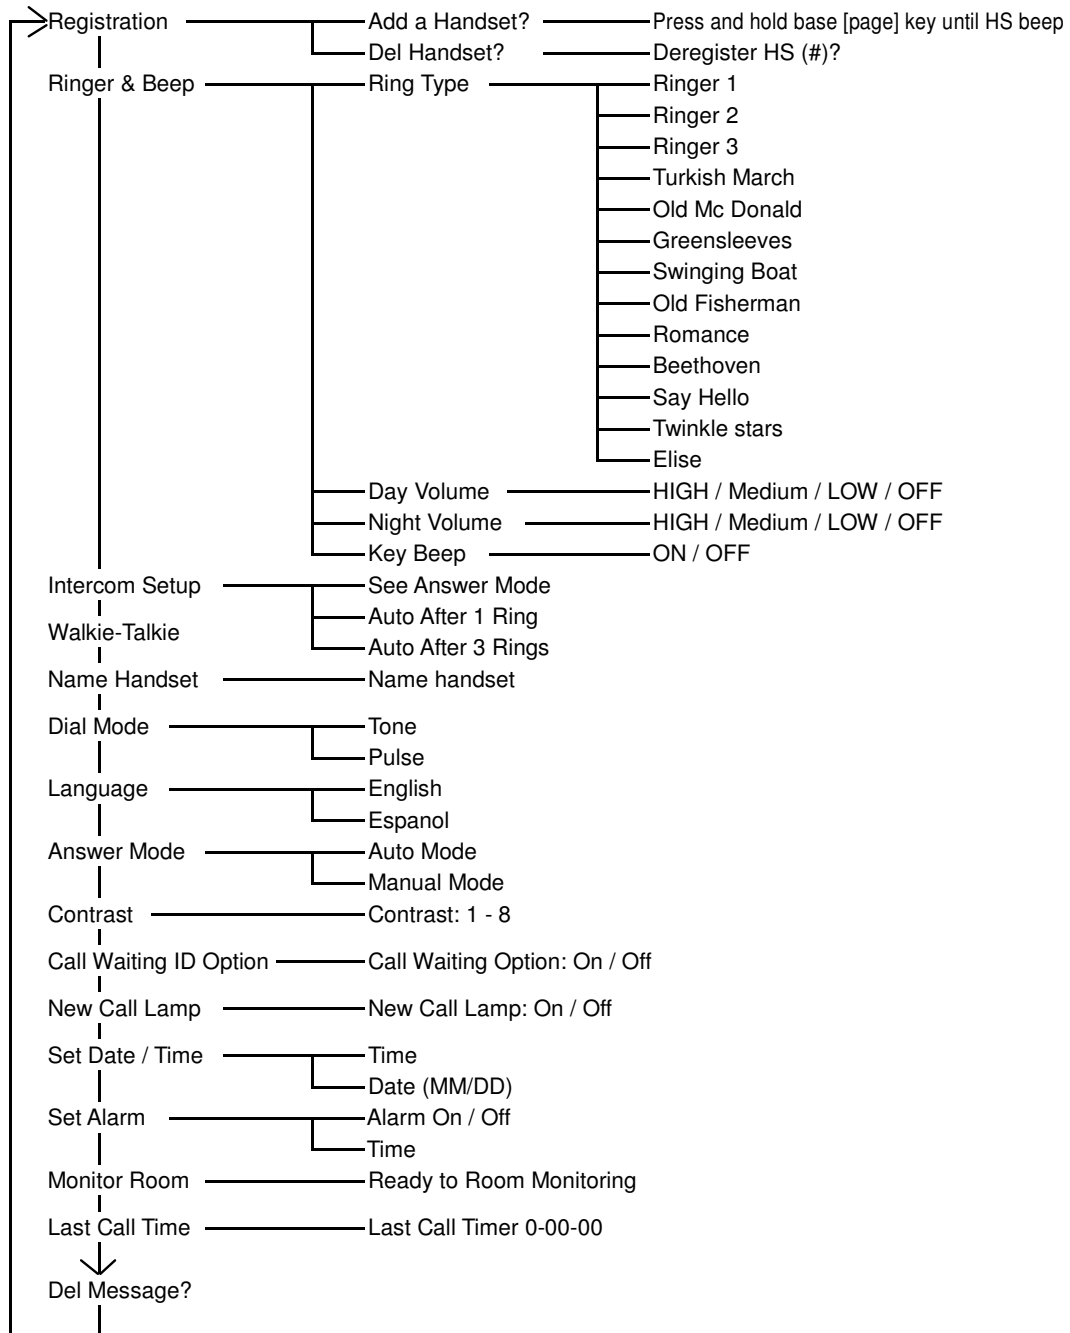 Registration Add a Handset? Press and hold base [page] key until HS beep
Del Handset? Deregister HS (#)?
Ringer & Beep Ring Type Ringer 1
Ringer 2
Ringer 3
Turkish March
Old Mc Donald
Greensleeves
Swinging Boat
Old Fisherman
Romance
Beethoven
Say Hello
Twinkle stars
Elise
Day Volume HIGH / Medium / LOW / OFF
Night Volume HIGH / Medium / LOW / OFF
Key Beep ON / OFF
Intercom Setup See Answer Mode
Auto After 1 Ring
Walkie-Talkie
Auto After 3 Rings
Name Handset Name handset
Dial Mode Tone
Pulse
Language English
Espanol
Answer Mode Auto Mode
Manual Mode
Contrast Contrast: 1 - 8
Call Waiting ID Option Call Waiting Option: On / Off
New Call Lamp New Call Lamp: On / Off
Set Date / Time Time
Date (MM/DD)
Set Alarm Alarm On / Off
Time
Monitor Room Ready to Room Monitoring
Last Call Time Last Call Timer 0-00-00
Del Message?